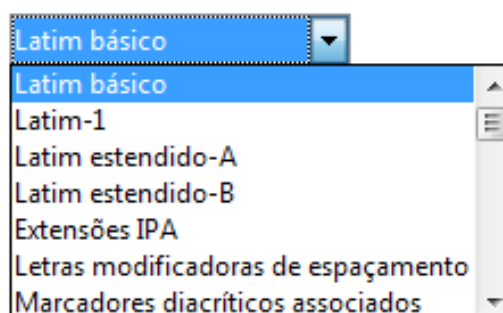 Latim básico
Latim básico
Latim-1
Latim estendido-A
Latim estendido-B
Extensões IPA
Letras modificadoras de espaçamento
Marcadores diacríticos associados